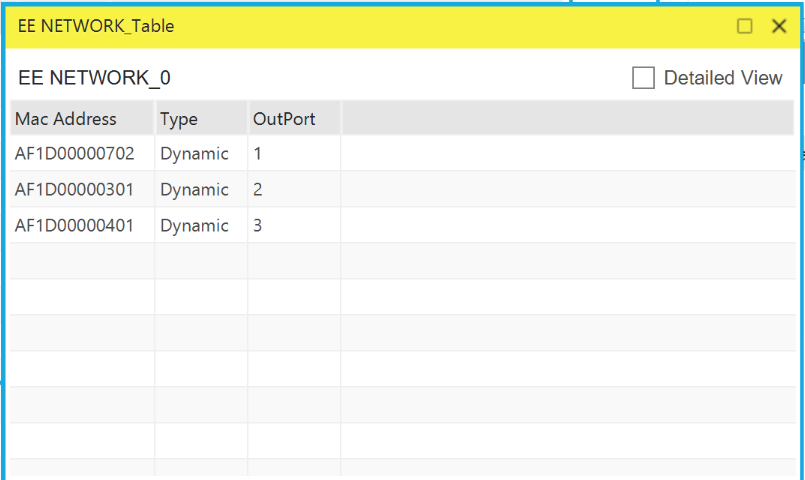 EE NETWORK_Table
EE NETWORK_0
Detailed View
Mac Address Type OutPort
AF1D00000702 Dynamic 1
AF1D00000301 Dynamic 2
AF1D00000401 Dynamic 3